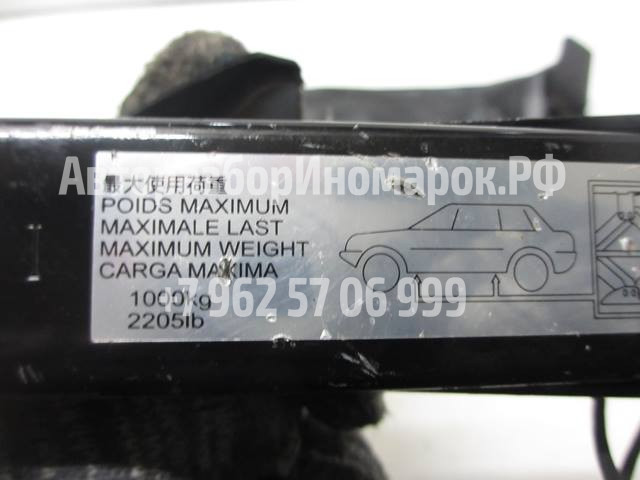 最大使用荷重
POIDS MAXIMUM
MAXIMALE LAST
MAXIMUM WEIGHT
CARGA MAXIMA
1000kg
2205lb
АвтоРазборИномарок.РФ
+7 962 57 06 999